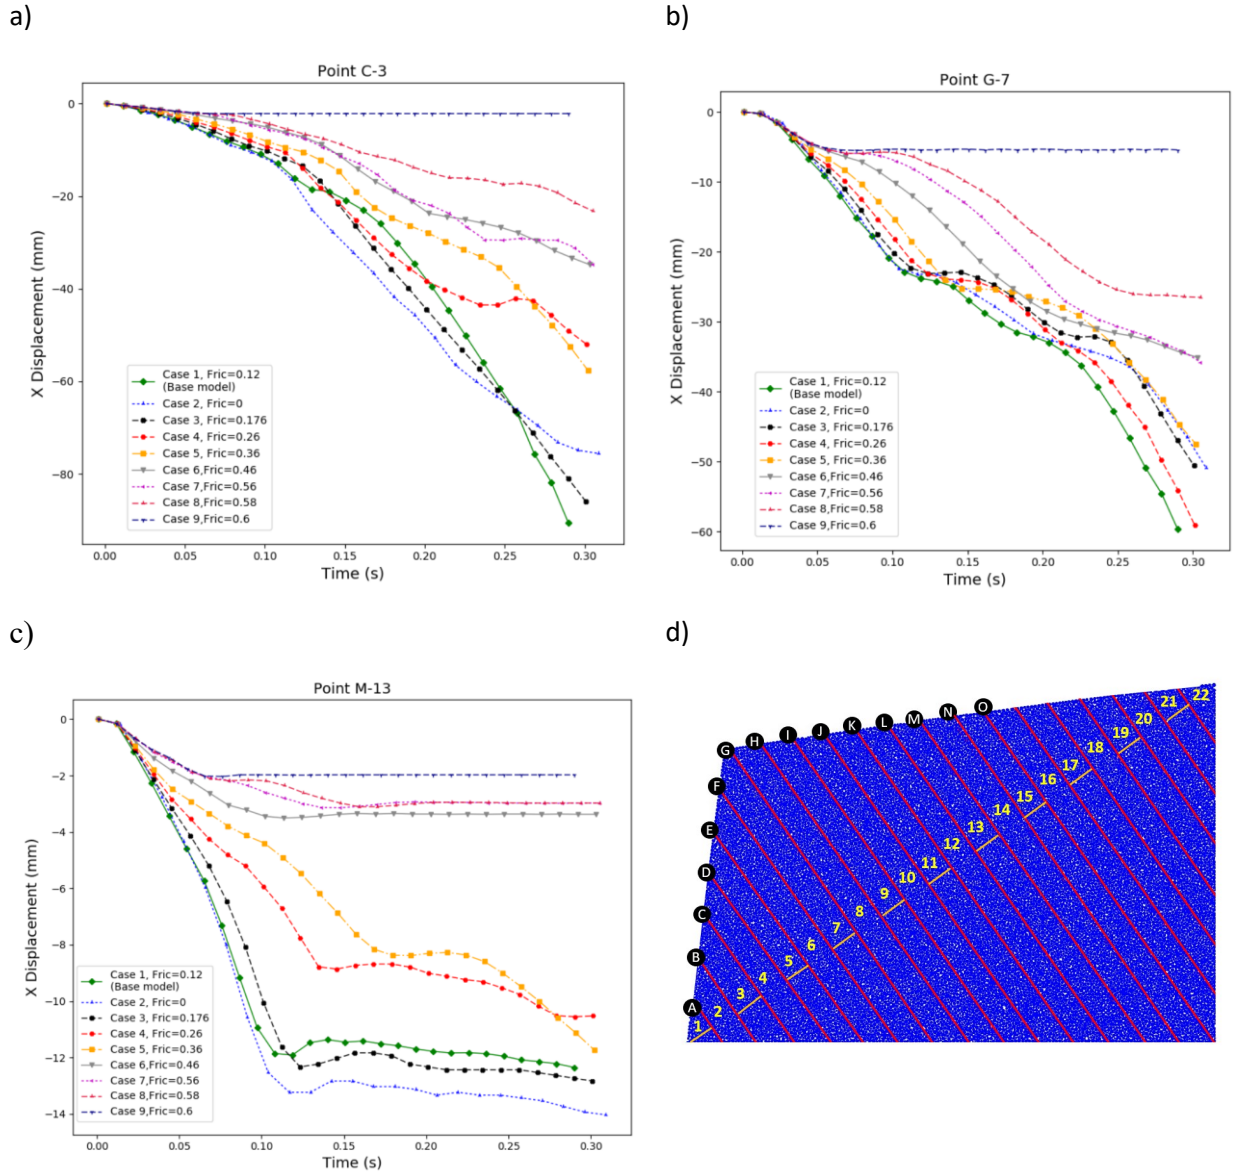 a)
Point C-3
X Displacement (mm)
0
−20
−40
−60
−80
Case 1, Fric=0.12
(Base model)
Case 2, Fric=0
Case 3, Fric=0.176
Case 4, Fric=0.26
Case 5, Fric=0.36
Case 6,Fric=0.46
Case 7,Fric=0.56
Case 8,Fric=0.58
Case 9,Fric=0.6
0.00 0.05 0.10 0.15 0.20 0.25 0.30
Time (s)
b)
Point G-7
X Displacement (mm)
0
−10
−20
−30
−40
−50
−60
Case 1, Fric=0.12
(Base model)
Case 2, Fric=0
Case 3, Fric=0.176
Case 4, Fric=0.26
Case 5, Fric=0.36
Case 6,Fric=0.46
Case 7,Fric=0.56
Case 8,Fric=0.58
Case 9,Fric=0.6
0.00 0.05 0.10 0.15 0.20 0.25 0.30
Time (s)
c)
Point M-13
X Displacement (mm)
0
−2
−4
−6
−8
−10
−12
−14
Case 1, Fric=0.12
(Base model)
Case 2, Fric=0
Case 3, Fric=0.176
Case 4, Fric=0.26
Case 5, Fric=0.36
Case 6,Fric=0.46
Case 7,Fric=0.56
Case 8,Fric=0.58
Case 9,Fric=0.6
0.00 0.05 0.10 0.15 0.20 0.25 0.30
Time (s)
d)
A
B
C
D
E
F
G
H
I
J
K
L
M
N
O
1
2
3
4
5
6
7
8
9
10
11
12
13
14
15
16
17
18
19
20
21
22